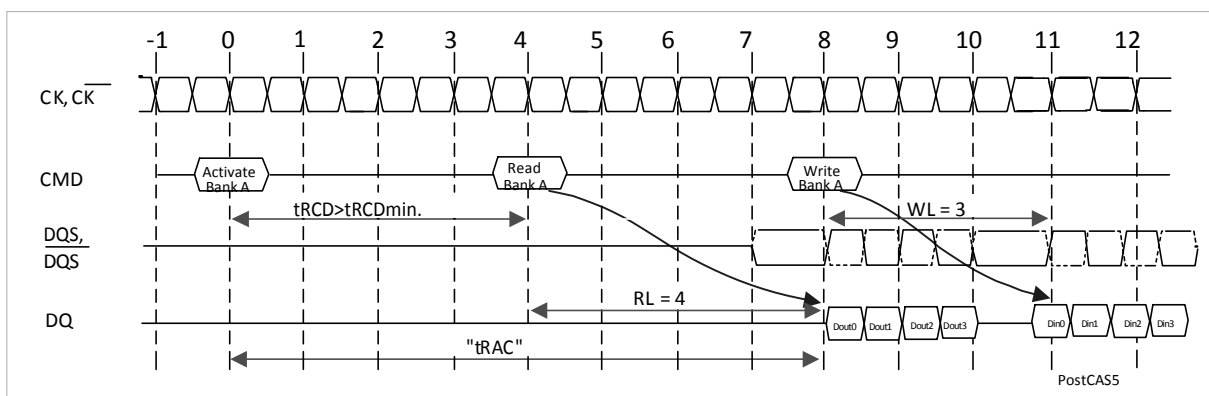 -1 0 1 2 3 4 5 6 7 8 9 10 11 12
CK, CK
Activate
Bank A
Read
Bank A
Write
Bank A
CMD
tRCD>tRCDmin.
WL = 3
DQS,
DQS
RL = 4
DQ
Dout0 Dout1 Dout2 Dout3 Din0 Din1 Din2 Din3
"tRAC"
PostCAS5